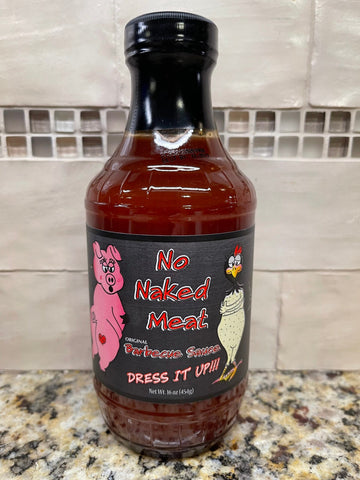 No
Naked
Meat
ORIGINAL
Barbecue Sauce
DRESS IT UP!!!
Net Wt. 16 oz (454g)